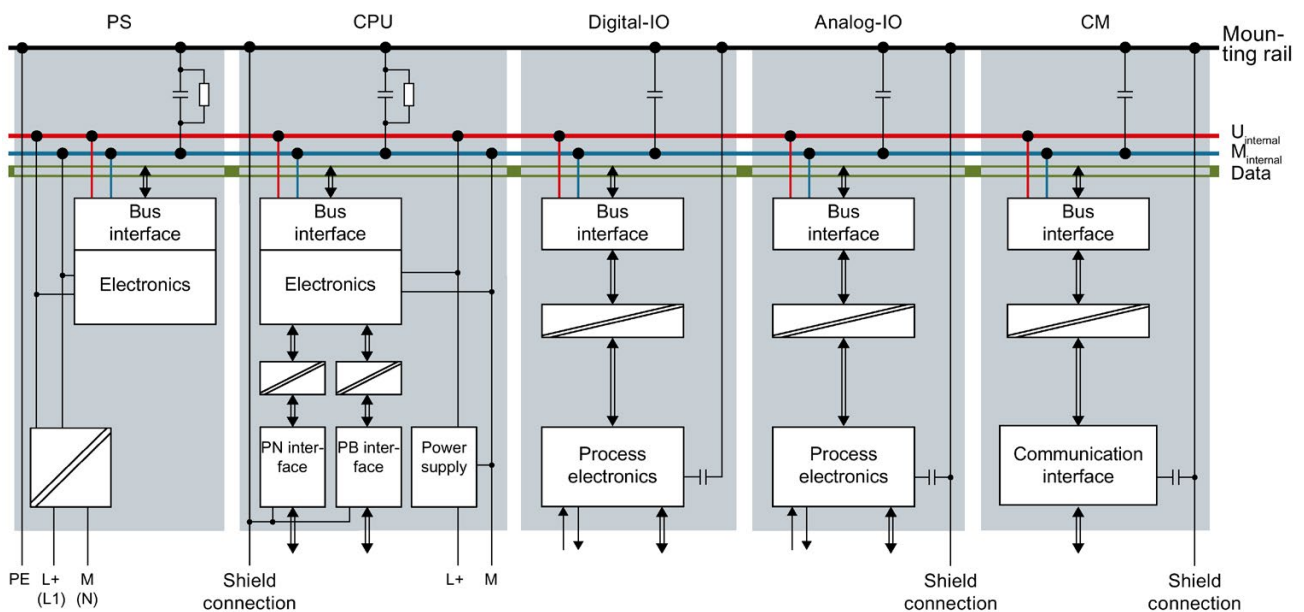 PS
CPU
Digital-IO
Analog-IO
CM
Moun-
ting rail
Uinternal
Minternal
Data
Bus
interface
Electronics
Bus
interface
Electronics
Bus
interface
Bus
interface
Bus
interface
PN inter-
face
PB inter-
face
Power
supply
Process
electronics
Process
electronics
Communication
interface
PE
L+
(L1)
M
(N)
Shield
connection
L+
M
Shield
connection
Shield
connection